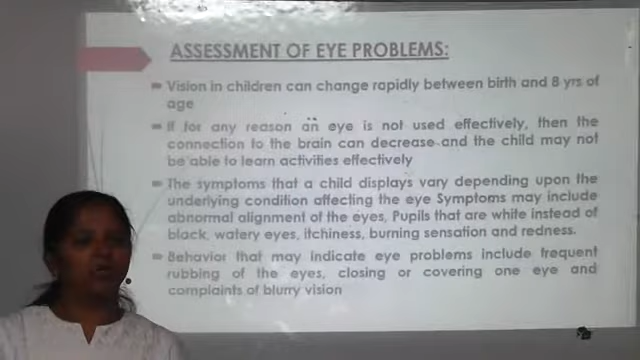 ASSESSMENT OF EYE PROBLEMS:
Vision in children can change rapidly between birth and 8 yrs of
age
If for any reason an eye is not used effectively, then the
connection to the brain can decrease and the child may not
be able to learn activities effectively
The symptoms that a child displays vary depending upon the
underlying condition affecting the eye Symptoms may include
abnormal alignment of the eyes, Pupils that are white instead of
black, watery eyes, itchiness, burning sensation and redness.
Behavior that may indicate eye problems include frequent
rubbing of the eyes, closing or covering one eye and
complaints of blurry vision